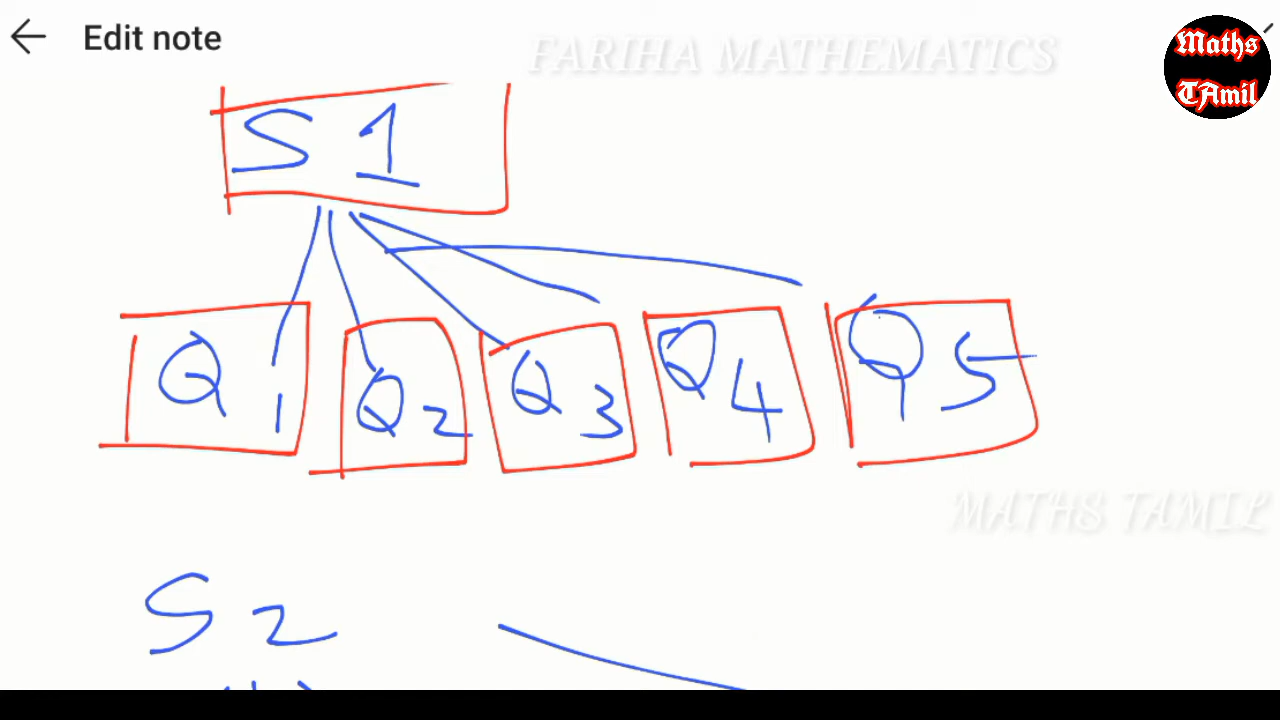 Edit note
FARIHA MATHEMATICS
Maths
TAmil
S 1
Q 1 Q 2 Q 3 Q 4 Q 5
MATHS TAMIL
S 2